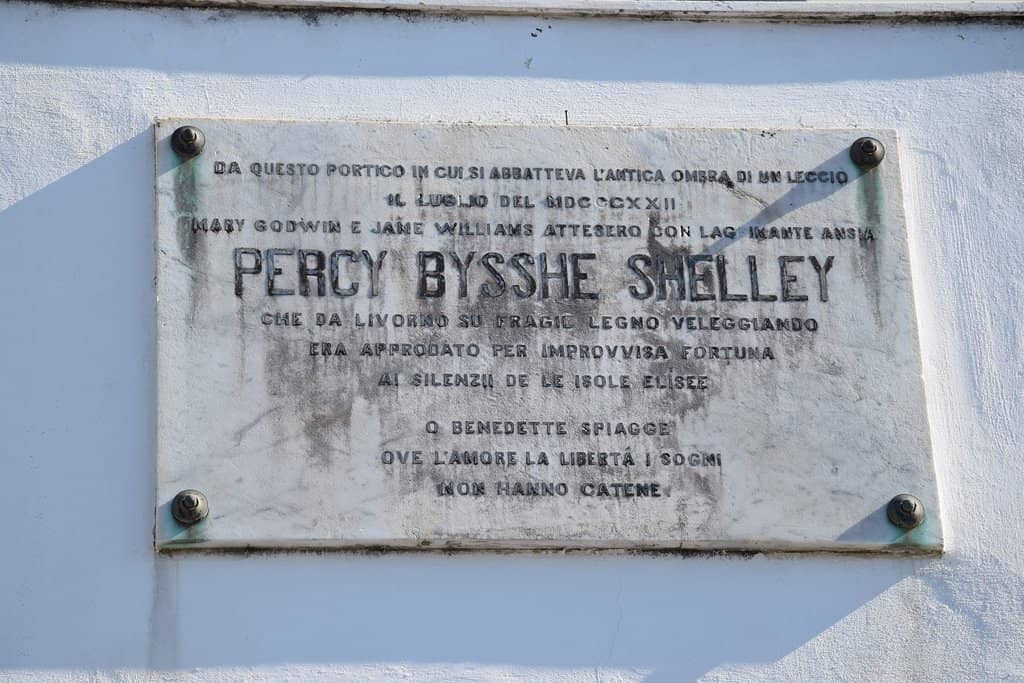 DA QUESTO PORTICO IN CUI SI ABBATTEVA L'ANTICA OMBRA DI UN LECCIO
IL LUGLIO DEL MDCCCXXII
MARY GODWIN E JANE WILLIAMS ATTESERO CON LAGRIMANTE ANSIA
PERCY BYSSHE SHELLEY
CHE DA LIVORNO SU FRAGIL LEGNO VELEGGIANDO
ERA APPRODATO PER IMPROVVISA FORTUNA
AI SILENZII DE LE ISOLE ELISEE
O BENEDETTE SPIAGGE
OVE L'AMORE LA LIBERTÁ I SOGNI
NON HANNO CATENE